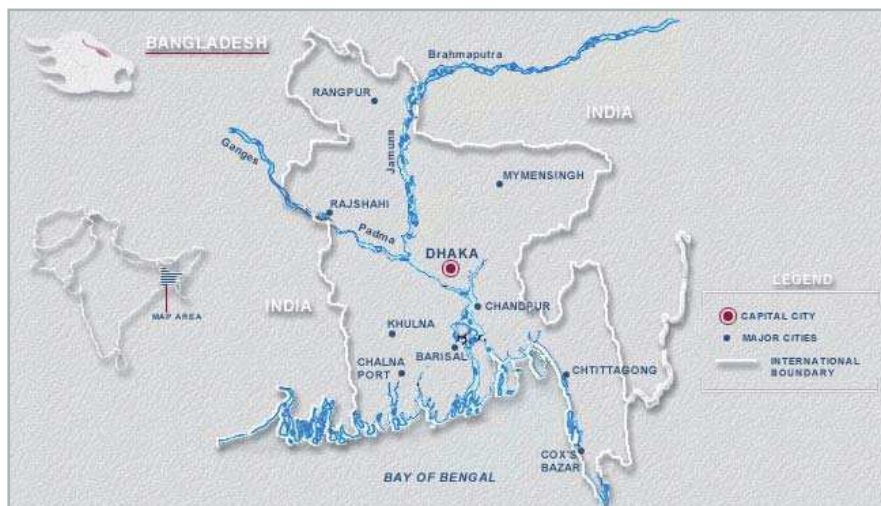 BANGLADESH
Brahmaputra
RANGPUR
INDIA
Ganges
Jamuna
MYMENSINGH
RAJSHAHI
Padma
DHAKA
LEGEND
INDIA
CHANDPUR
CAPITAL CITY
MAP AREA
KHULNA
MAJOR CITIES
BARISAL
CHALNA
PORT
CHTITTAGONG
INTERNATIONAL
BOUNDARY
COX'S
BAZAR
BAY OF BENGAL